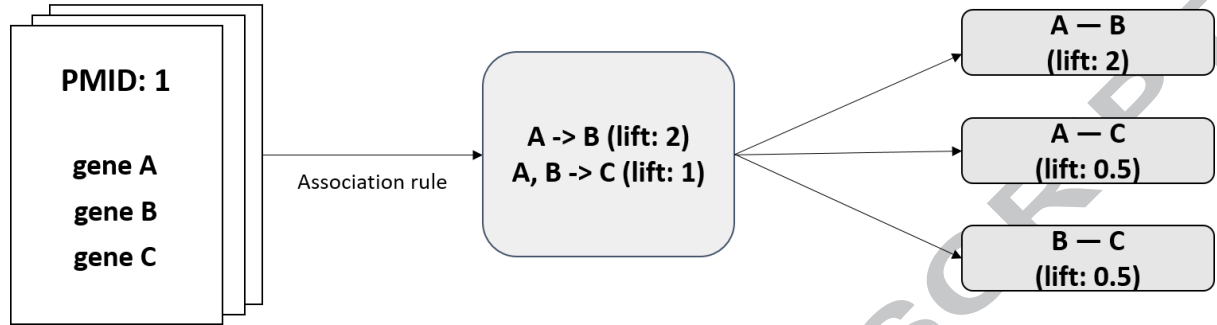 PMID: 1
gene A
gene B
gene C
Association rule
A -> B (lift: 2)
A, B -> C (lift: 1)
A — B
(lift: 2)
A — C
(lift: 0.5)
B — C
(lift: 0.5)